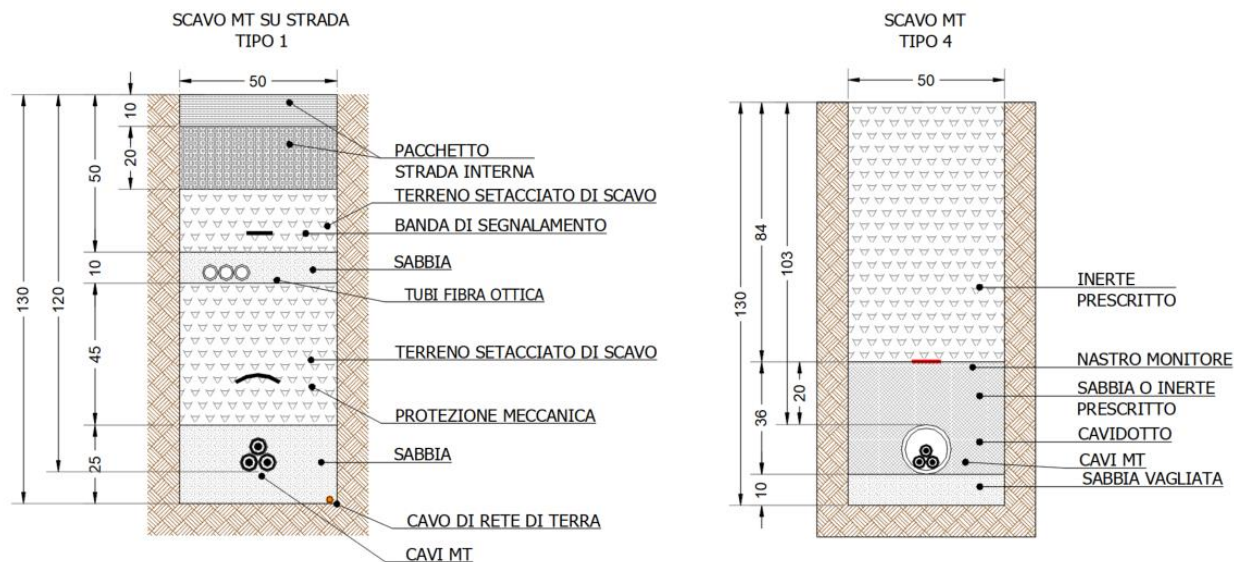 SCAVO MT SU STRADA
TIPO 1
50
10
20
50
10
130
120
45
25
PACCHETTO
STRADA INTERNA
TERRENO SETACCIATO DI SCAVO
BANDA DI SEGNALAMENTO
SABBIA
TUBI FIBRA OTTICA
TERRENO SETACCIATO DI SCAVO
PROTEZIONE MECCANICA
SABBIA
CAVO DI RETE DI TERRA
CAVI MT
SCAVO MT
TIPO 4
50
84
103
130
20
36
10
INERTE
PRESCRITTO
NASTRO MONITORE
SABBIA O INERTE
PRESCRITTO
CAVIDOTTO
CAVI MT
SABBIA VAGLIATA